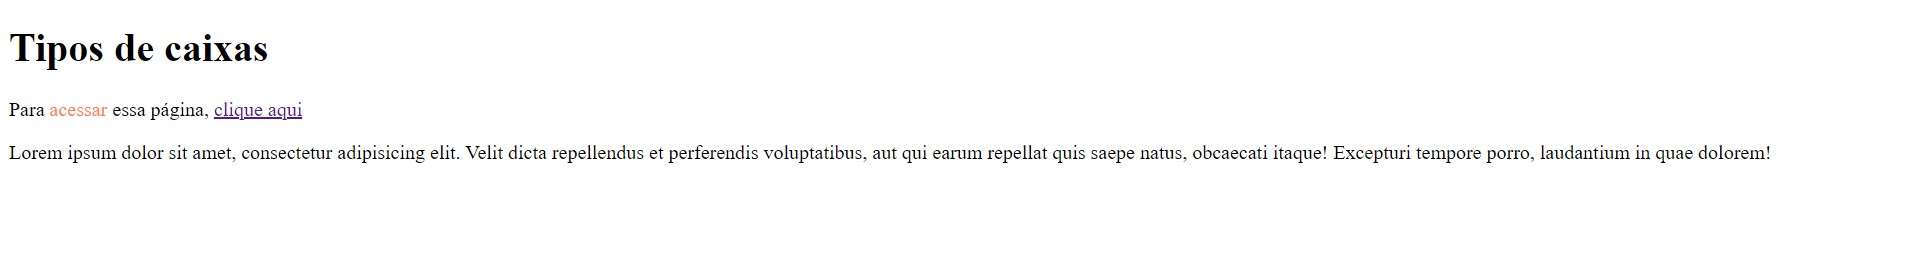 Tipos de caixas
Para acessar essa página, clique aqui
Lorem ipsum dolor sit amet, consectetur adipisicing elit. Velit dicta repellendus et perferendis voluptatibus, aut qui earum repellat quis saepe natus, obcaecati itaque! Excepturi tempore porro, laudantium in quae dolorem!